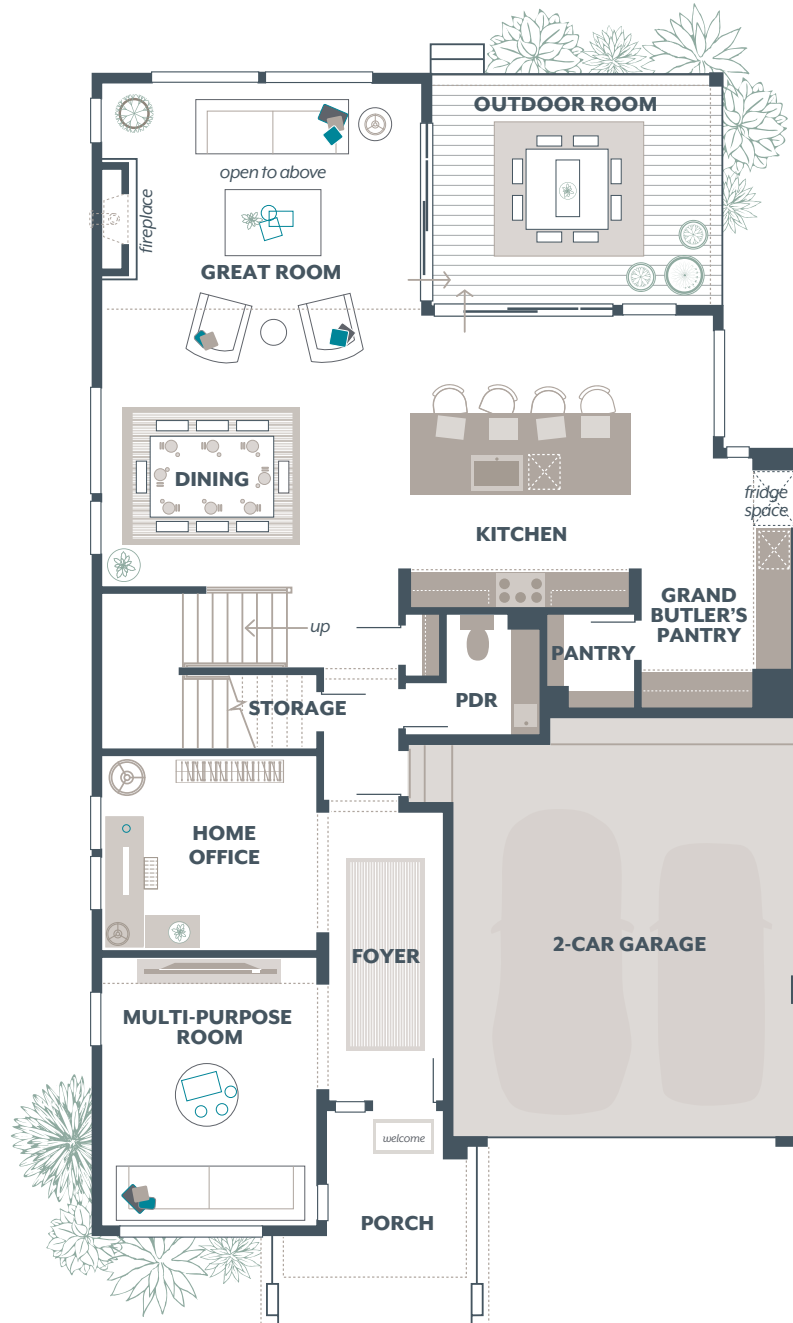 OUTDOOR ROOM
open to above
fireplace
GREAT ROOM
DINING
fridge
space
KITCHEN
GRAND
BUTLER'S
PANTRY
up
PANTRY
PDR
STORAGE
HOME
OFFICE
FOYER
2-CAR GARAGE
MULTI-PURPOSE
ROOM
welcome
PORCH